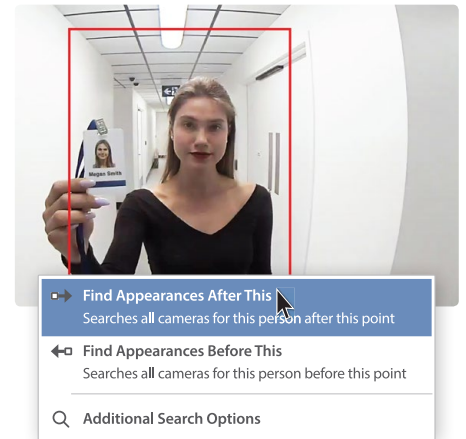 Megan Smith
Find Appearances After This
Searches all cameras for this person after this point
Find Appearances Before This
Searches all cameras for this person before this point
Additional Search Options